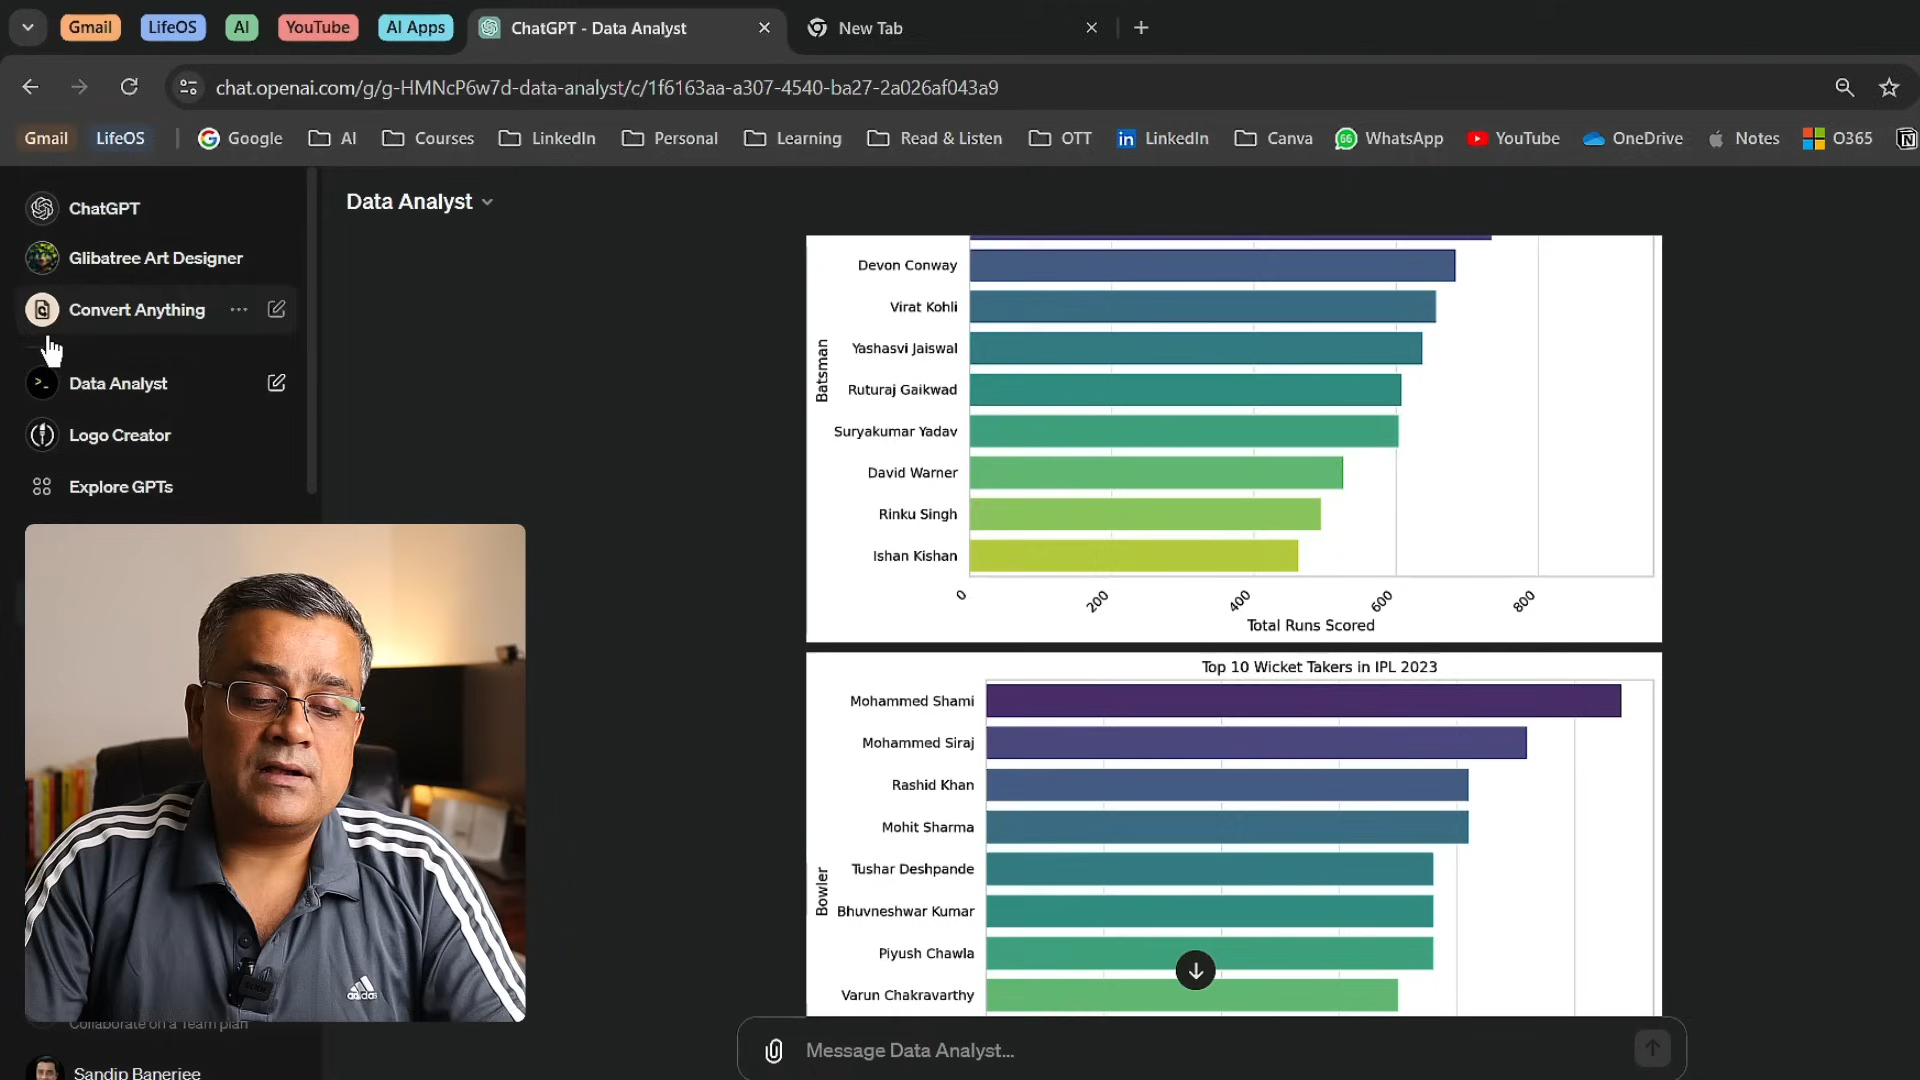 Gmail LifeOS AI YouTube AI Apps ChatGPT - Data Analyst New Tab
chat.openai.com/g/g-HMNcP6w7d-data-analyst/c/1f6163aa-a307-4540-ba27-2a026af043a9
Gmail LifeOS Google AI Courses LinkedIn Personal Learning Read & Listen OTT LinkedIn Canva WhatsApp YouTube OneDrive Notes O365
ChatGPT
Glibatree Art Designer
Convert Anything
Data Analyst
Logo Creator
Explore GPTs
adidas
Collaborate on a Team plan
Sandip Banerjee
Data Analyst
Batsman
Devon Conway
Virat Kohli
Yashasvi Jaiswal
Ruturaj Gaikwad
Suryakumar Yadav
David Warner
Rinku Singh
Ishan Kishan
0 200 400 600 800
Total Runs Scored
Top 10 Wicket Takers in IPL 2023
Bowler
Mohammed Shami
Mohammed Siraj
Rashid Khan
Mohit Sharma
Tushar Deshpande
Bhuvneshwar Kumar
Piyush Chawla
Varun Chakravarthy
Message Data Analyst...